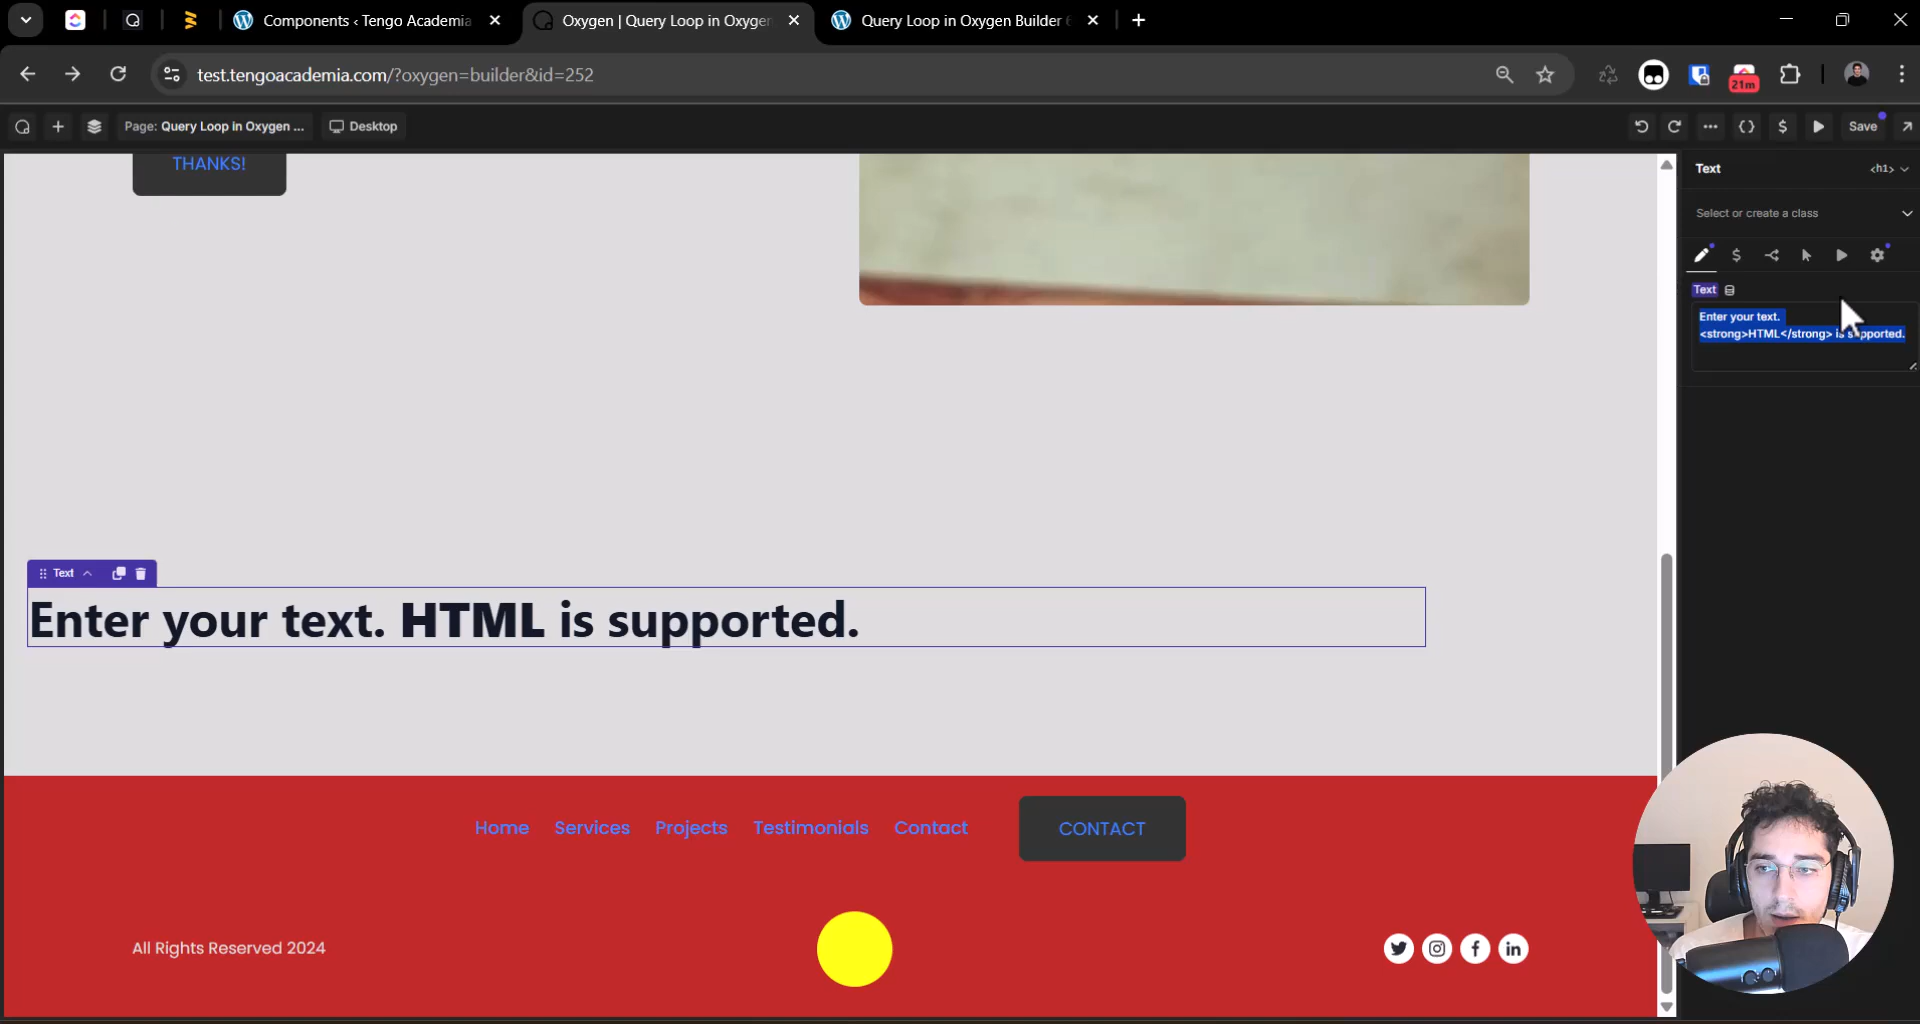 Components ‹ Tengo Academia
Oxygen | Query Loop in Oxygen
Query Loop in Oxygen Builder 6
test.tengoacademia.com/?oxygen=builder&id=252
21m
Page: Query Loop in Oxygen ...
Desktop
Save
THANKS!
Text
<h1>
Select or create a class
Text
Enter your text.
<strong>HTML</strong> is supported.
Text
Enter your text. HTML is supported.
Home
Services
Projects
Testimonials
Contact
CONTACT
All Rights Reserved 2024